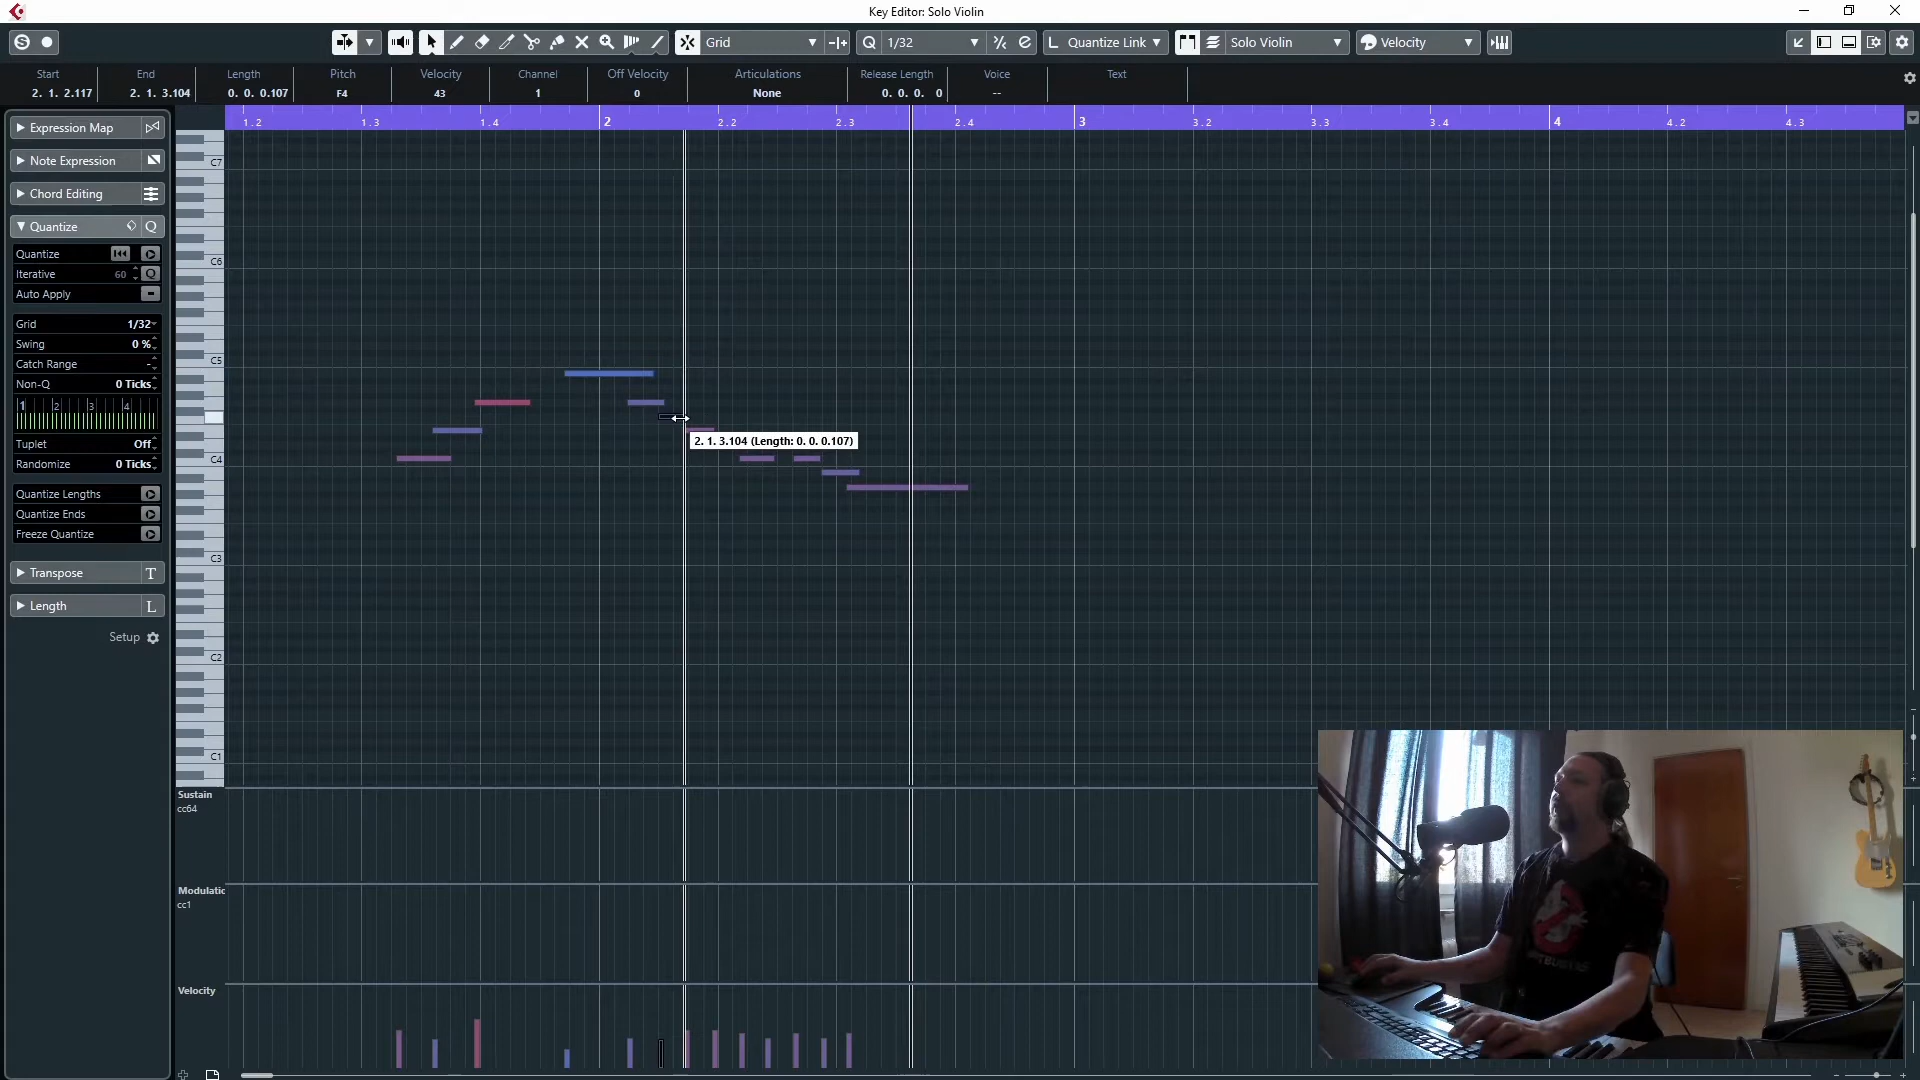 Key Editor: Solo Violin
Grid
1/32
Quantize Link
Solo Violin
Velocity
Start End Length Pitch Velocity Channel Off Velocity Articulations Release Length Voice Text
2. 1. 2.117 2. 1. 3.104 0. 0. 0.107 F4 43 1 0 None 0. 0. 0. 0 --
1.2 1.3 1.4 2 2.2 2.3 2.4 3 3.2 3.3 3.4 4 4.2 4.3
Expression Map
Note Expression
Chord Editing
Quantize Q
Quantize
Iterative 60 Q
Auto Apply
Grid 1/32
Swing 0 %
Catch Range -
Non-Q 0 Ticks
1 2 3 4
Tuplet Off
Randomize 0 Ticks
Quantize Lengths
Quantize Ends
Freeze Quantize
Transpose T
Length L
Setup
C7
C6
C5
2. 1. 3.104 (Length: 0. 0. 0.107)
C4
C3
C2
C1
Sustain
cc64
Modulatic
cc1
Velocity